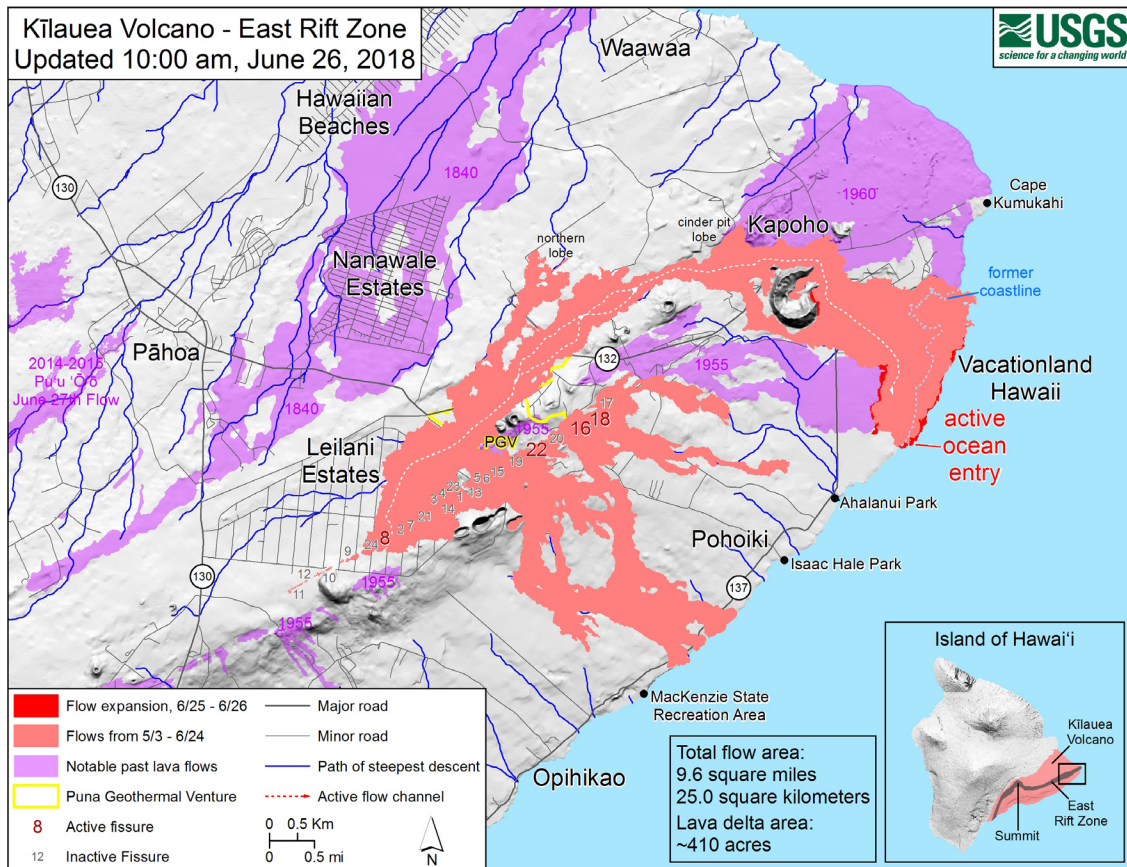 Kīlauea Volcano - East Rift Zone
Updated 10:00 am, June 26, 2018
USGS
science for a changing world
Waawaa
Hawaiian
Beaches
130
1840
1960
Cape
Kumukahi
cinder pit
lobe
Kapoho
northern
lobe
Nanawale
Estates
former
coastline
Pāhoa
2014-2015
Pu'u ʻŌʻō
June 27th Flow
132
1955
Vacationland
Hawaii
1840
active
ocean
entry
17
18
16
1955
PGV
20
22
Leilani
Estates
19
15
5
6
23
13
4
3
1
14
21
7
2
8
24
9
Ahalanui Park
Pohoiki
Isaac Hale Park
12
10
11
130
1955
137
1955
MacKenzie State
Recreation Area
Opihikao
Flow expansion, 6/25 - 6/26
Flows from 5/3 - 6/24
Notable past lava flows
Puna Geothermal Venture
8 Active fissure
12 Inactive Fissure
Major road
Minor road
Path of steepest descent
Active flow channel
0 0.5 Km
0 0.5 mi
N
Total flow area:
9.6 square miles
25.0 square kilometers
Lava delta area:
~410 acres
Island of Hawaiʻi
Kīlauea
Volcano
East
Rift Zone
Summit